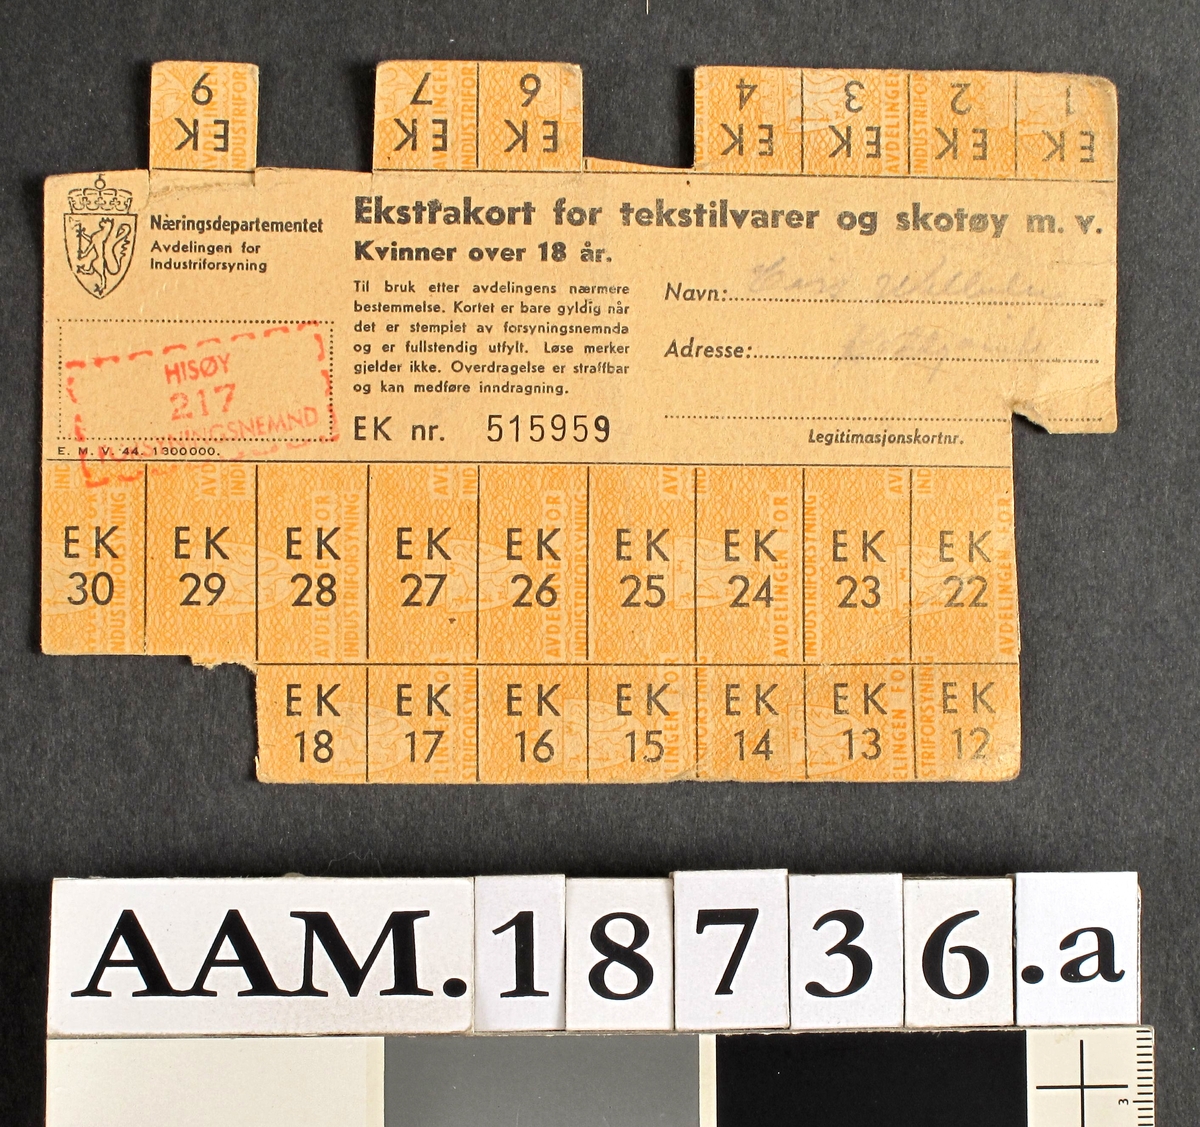 9 7 6 4 3 2 1
EK EK EK EK EK EK EK
Næringsdepartementet
Avdelingen for
Industriforsyning
Ekstrakort for tekstilvarer og skotøy m. v.
Kvinner over 18 år.
Til bruk etter avdelingens nærmere
bestemmelse. Kortet er bare gyldig når
det er stemplet av forsyningsnemnda
og er fullstendig utfylt. Løse merker
gjelder ikke. Overdragelse er straffbar
og kan medføre inndragning.
EK nr. 515959
Navn:
Adresse:
Legitimasjonskortnr.
HISØY
217
FORSYNINGSNEMND
E. M. V. 44. 1300000.
EK EK EK EK EK EK EK EK EK
30 29 28 27 26 25 24 23 22
EK EK EK EK EK EK EK
18 17 16 15 14 13 12
AAM.18736.a
3